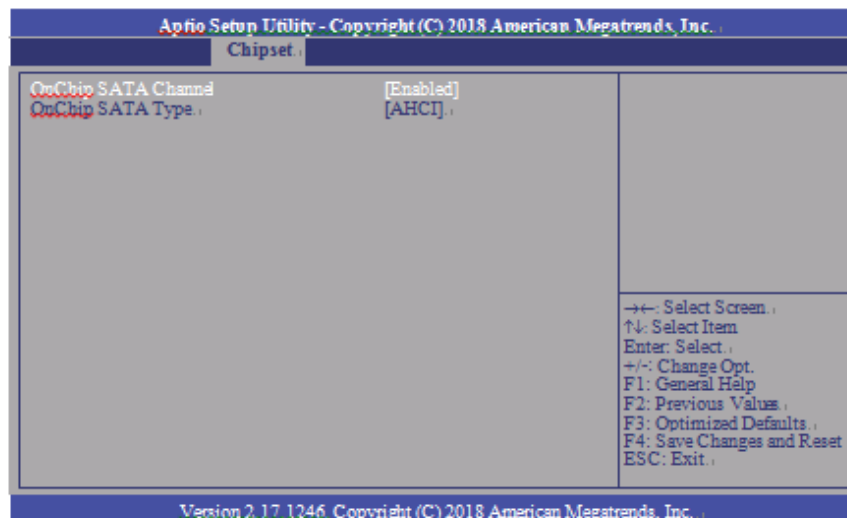 Aptio Setup Utility - Copyright (C) 2018 American Megatrends, Inc.
Chipset
OnChip SATA Channel [Enabled]
OnChip SATA Type [AHCI]
→←: Select Screen
↑↓: Select Item
Enter: Select
+/-: Change Opt.
F1: General Help
F2: Previous Values
F3: Optimized Defaults
F4: Save Changes and Reset
ESC: Exit
Version 2.17.1246. Copyright (C) 2018 American Megatrends, Inc.